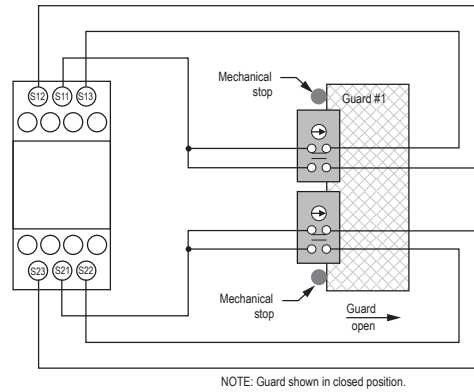 S12 S11 S13
Mechanical
stop
Guard #1
S23 S21 S22
Mechanical
stop
Guard
open
NOTE: Guard shown in closed position.